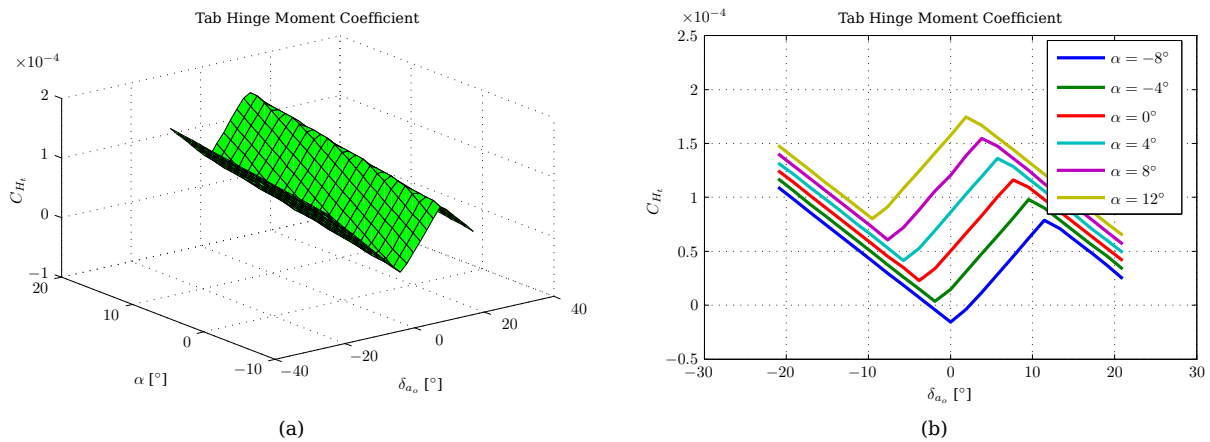 Tab Hinge Moment Coefficient
×10⁻⁴
2
1
0
−1
C_{H_t}
20
10
0
−10
α [°]
−40
−20
0
20
40
δ_{a_o} [°]
(a)
Tab Hinge Moment Coefficient
×10⁻⁴
2.5
2
1.5
1
0.5
0
−0.5
C_{H_t}
−30
−20
−10
0
10
20
30
δ_{a_o} [°]
α = −8°
α = −4°
α = 0°
α = 4°
α = 8°
α = 12°
(b)